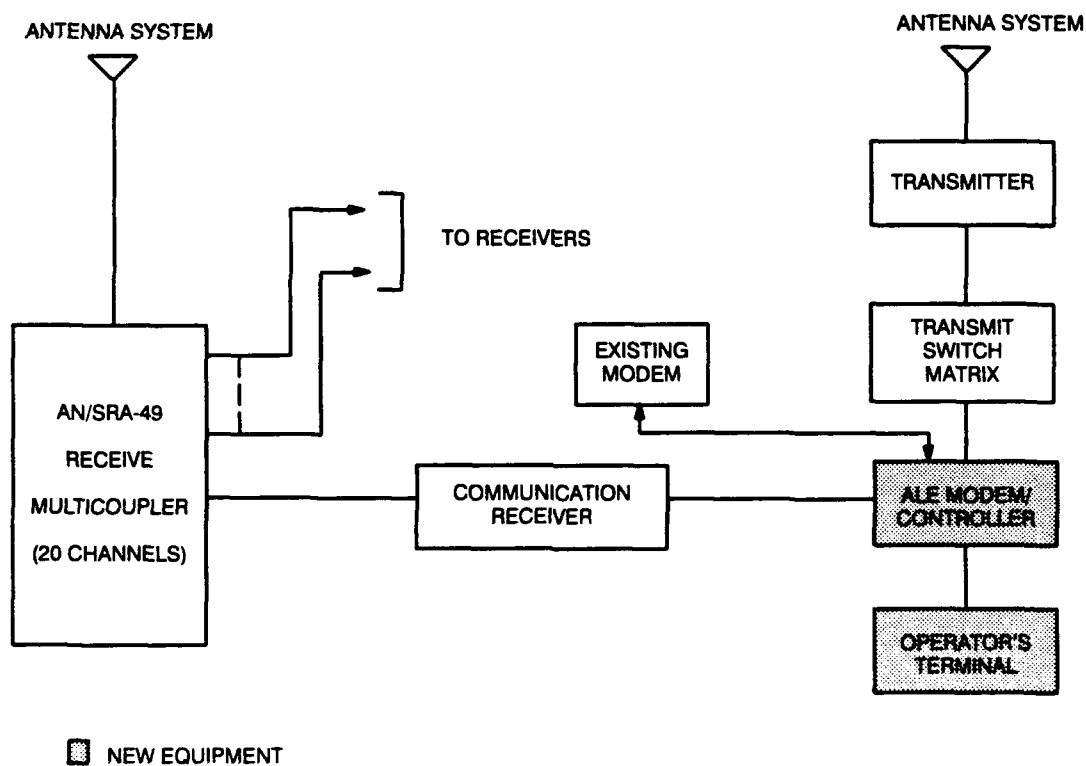 ANTENNA SYSTEM
ANTENNA SYSTEM
TRANSMITTER
TO RECEIVERS
TRANSMIT
SWITCH
MATRIX
EXISTING
MODEM
AN/SRA-49
RECEIVE
MULTICOUPLER
(20 CHANNELS)
COMMUNICATION
RECEIVER
ALE MODEM/
CONTROLLER
OPERATOR'S
TERMINAL
NEW EQUIPMENT